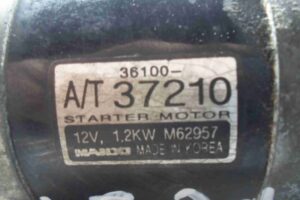 36100-
A/T 37210
STARTER MOTOR
12V, 1.2KW M62957
MANDO MADE IN KOREA